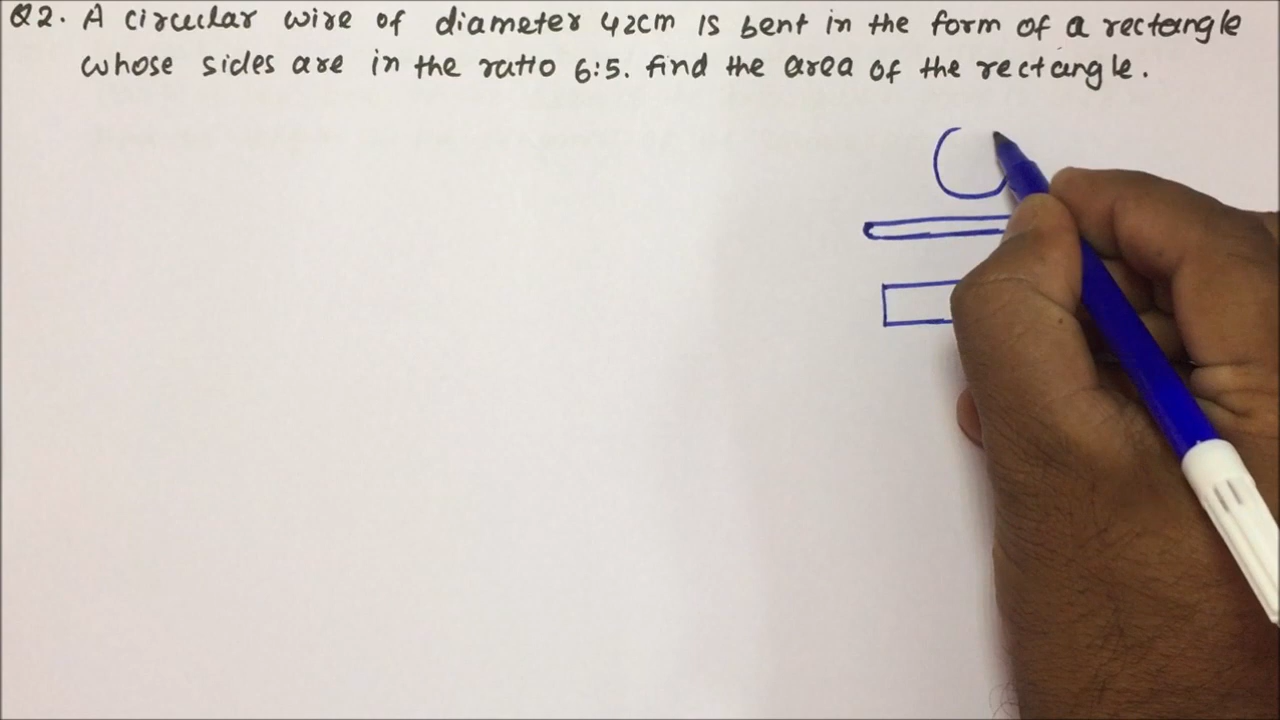 Q2. A circular wire of diameter 42cm is bent in the form of a rectangle
whose sides are in the ratio 6:5. find the area of the rectangle.